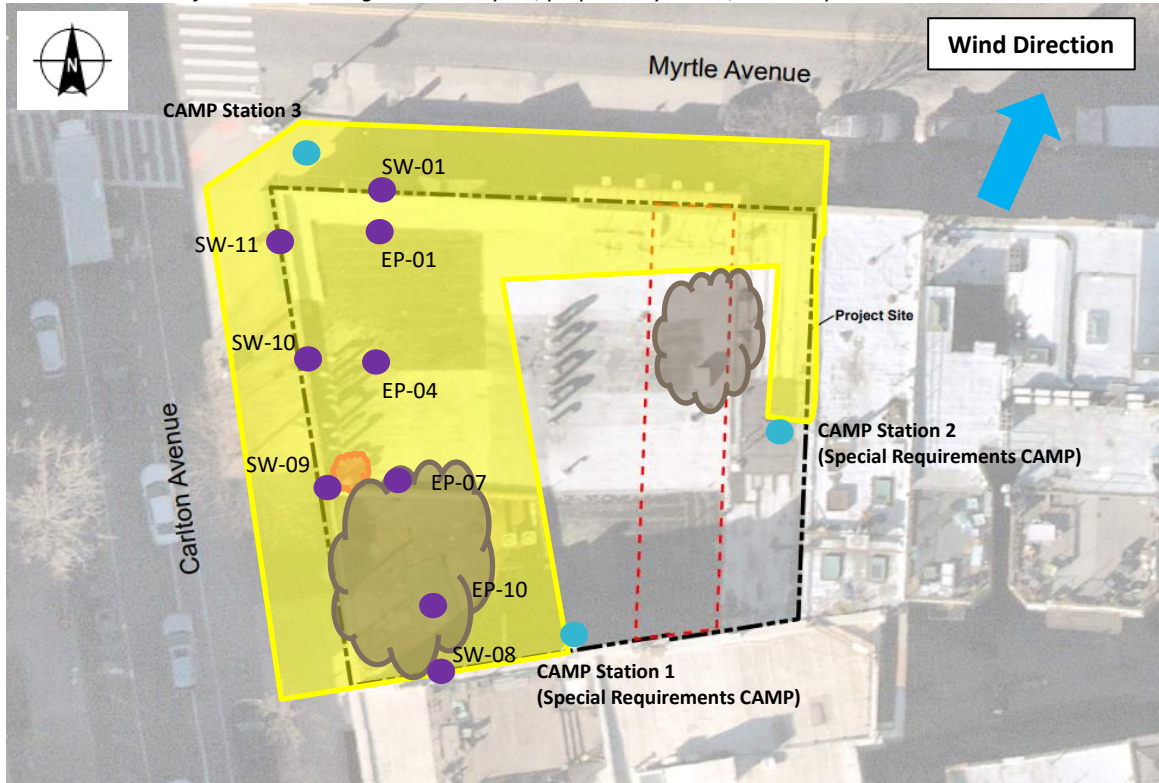 Wind Direction
N
Myrtle Avenue
CAMP Station 3
SW-01
SW-11
EP-01
Project Site
SW-10
EP-04
Carlton Avenue
CAMP Station 2
(Special Requirements CAMP)
SW-09
EP-07
EP-10
SW-08
CAMP Station 1
(Special Requirements CAMP)